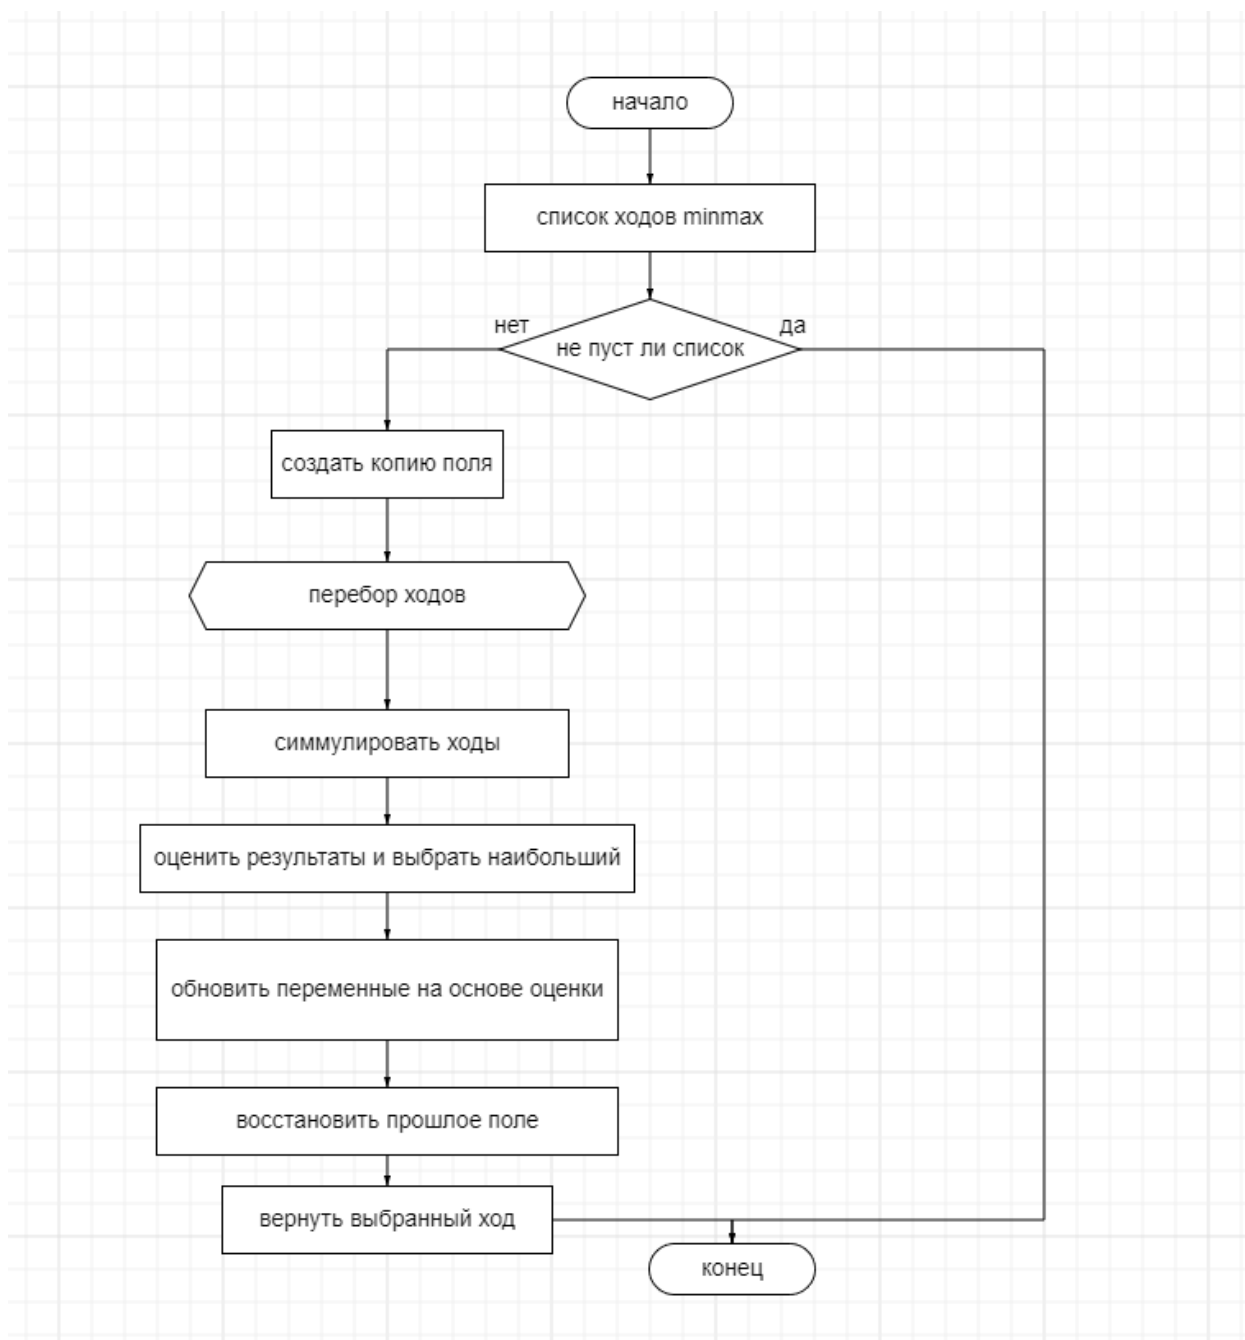 начало
список ходов minmax
нет
да
не пуст ли список
создать копию поля
перебор ходов
симмулировать ходы
оценить результаты и выбрать наибольший
обновить переменные на основе оценки
восстановить прошлое поле
вернуть выбранный ход
конец